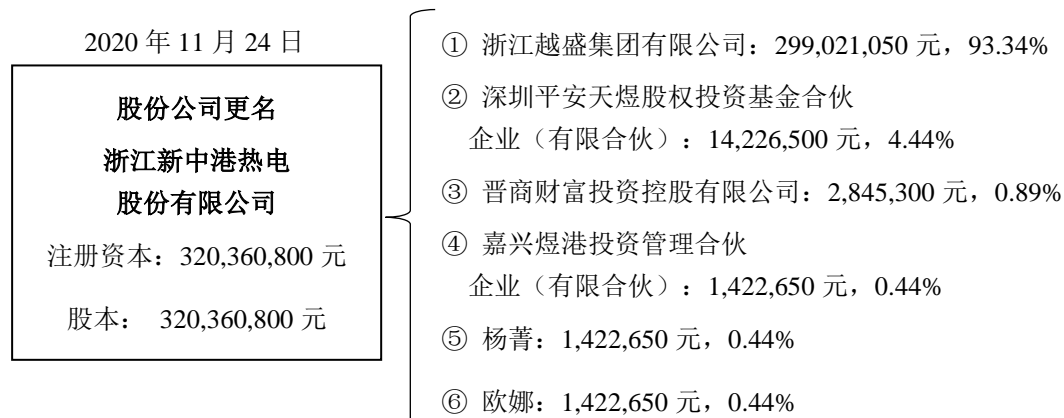 2020 年 11 月 24 日
股份公司更名
浙江新中港热电
股份有限公司
注册资本：320,360,800 元
股本： 320,360,800 元
① 浙江越盛集团有限公司：299,021,050 元，93.34%
② 深圳平安天煜股权投资基金合伙
企业（有限合伙）：14,226,500 元，4.44%
③ 晋商财富投资控股有限公司：2,845,300 元，0.89%
④ 嘉兴煜港投资管理合伙
企业（有限合伙）：1,422,650 元，0.44%
⑤ 杨菁：1,422,650 元，0.44%
⑥ 欧娜：1,422,650 元，0.44%